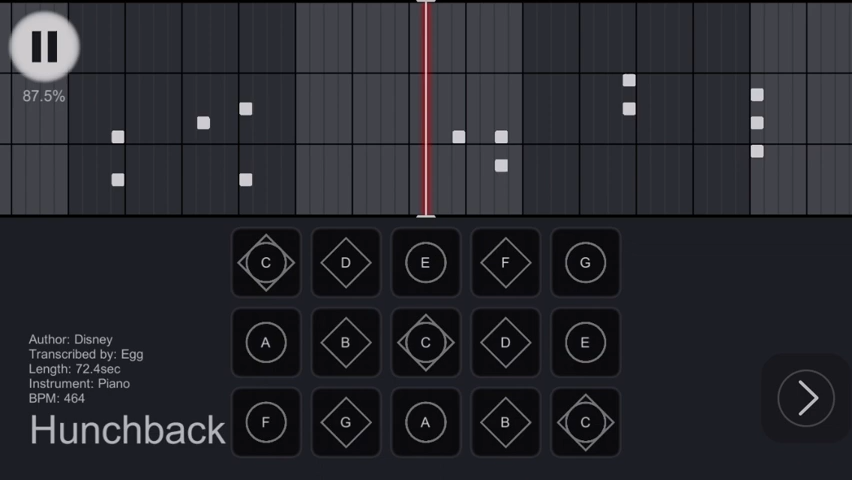 87.5%
C D E F G
A B C D E
F G A B C
Author: Disney
Transcribed by: Egg
Length: 72.4sec
Instrument: Piano
BPM: 464
Hunchback